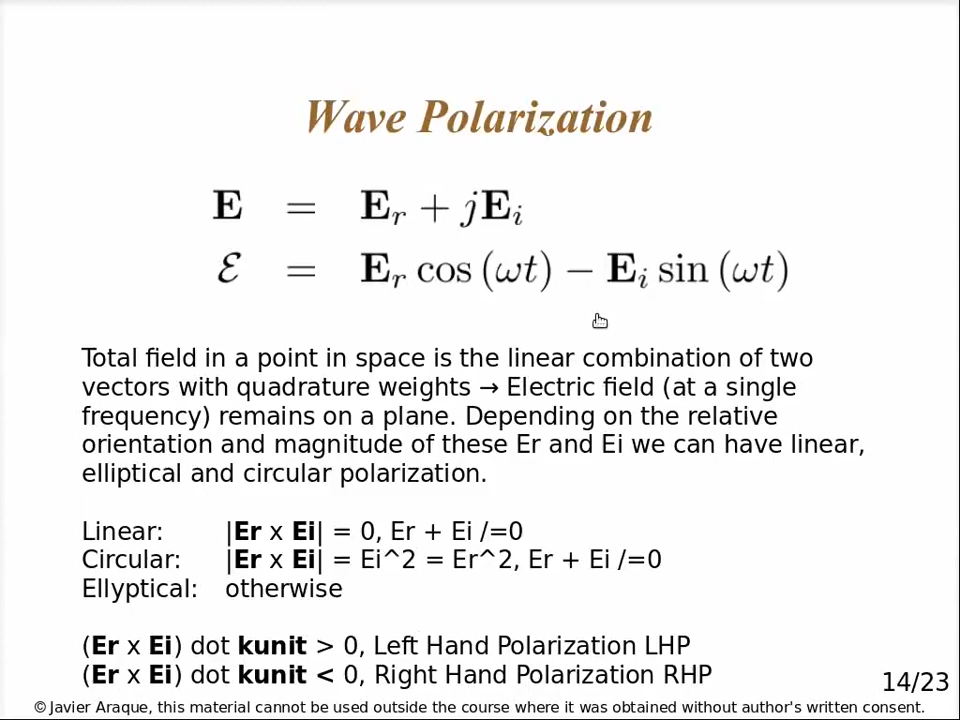 Wave Polarization
E = E_r + jE_i
ℰ = E_r cos (ωt) − E_i sin (ωt)
Total field in a point in space is the linear combination of two
vectors with quadrature weights → Electric field (at a single
frequency) remains on a plane. Depending on the relative
orientation and magnitude of these Er and Ei we can have linear,
elliptical and circular polarization.
Linear: |Er x Ei| = 0, Er + Ei /=0
Circular: |Er x Ei| = Ei^2 = Er^2, Er + Ei /=0
Ellyptical: otherwise
(Er x Ei) dot kunit > 0, Left Hand Polarization LHP
(Er x Ei) dot kunit < 0, Right Hand Polarization RHP
14/23
©Javier Araque, this material cannot be used outside the course where it was obtained without author's written consent.